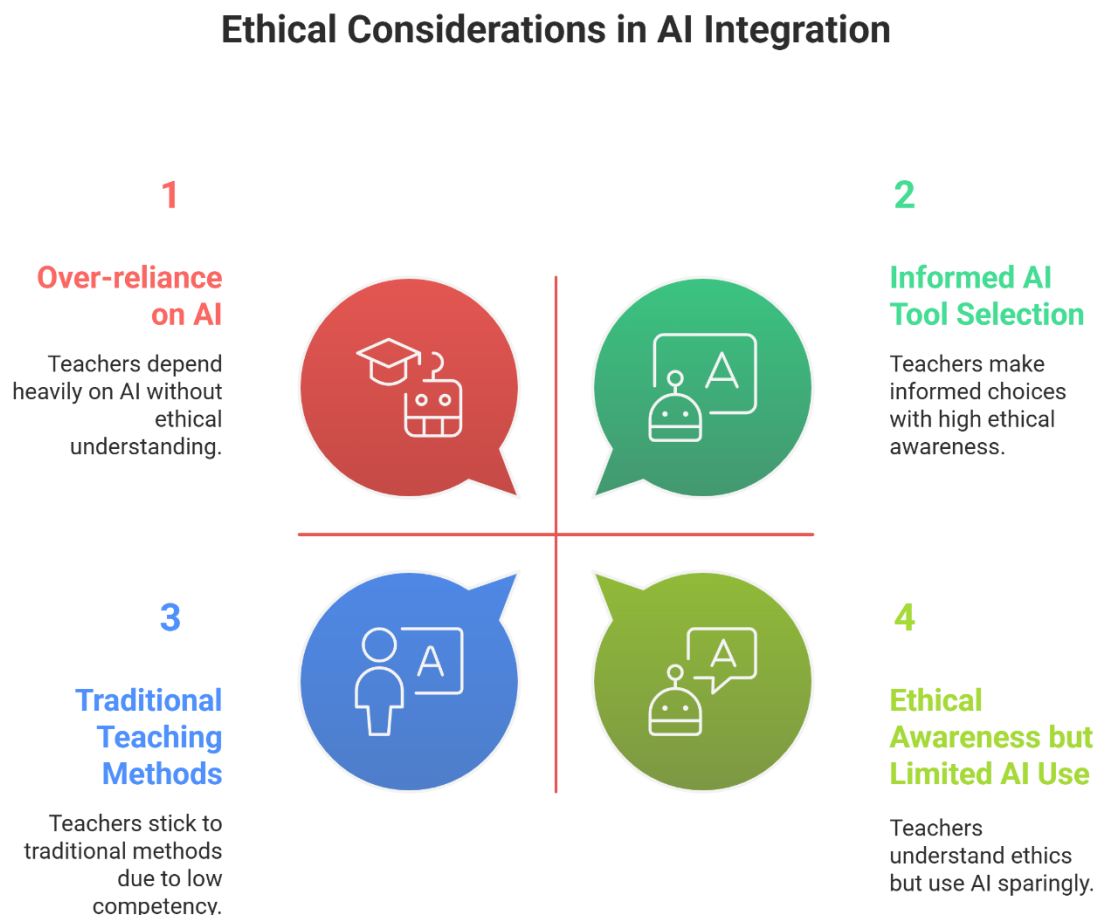 Ethical Considerations in AI Integration
1
Over-reliance
on AI
Teachers depend
heavily on AI without
ethical
understanding.
2
Informed AI
Tool Selection
Teachers make
informed choices
with high ethical
awareness.
A
3
Traditional
Teaching
Methods
Teachers stick to
traditional methods
due to low
competency.
A
4
Ethical
Awareness but
Limited AI Use
Teachers
understand ethics
but use AI sparingly.
A